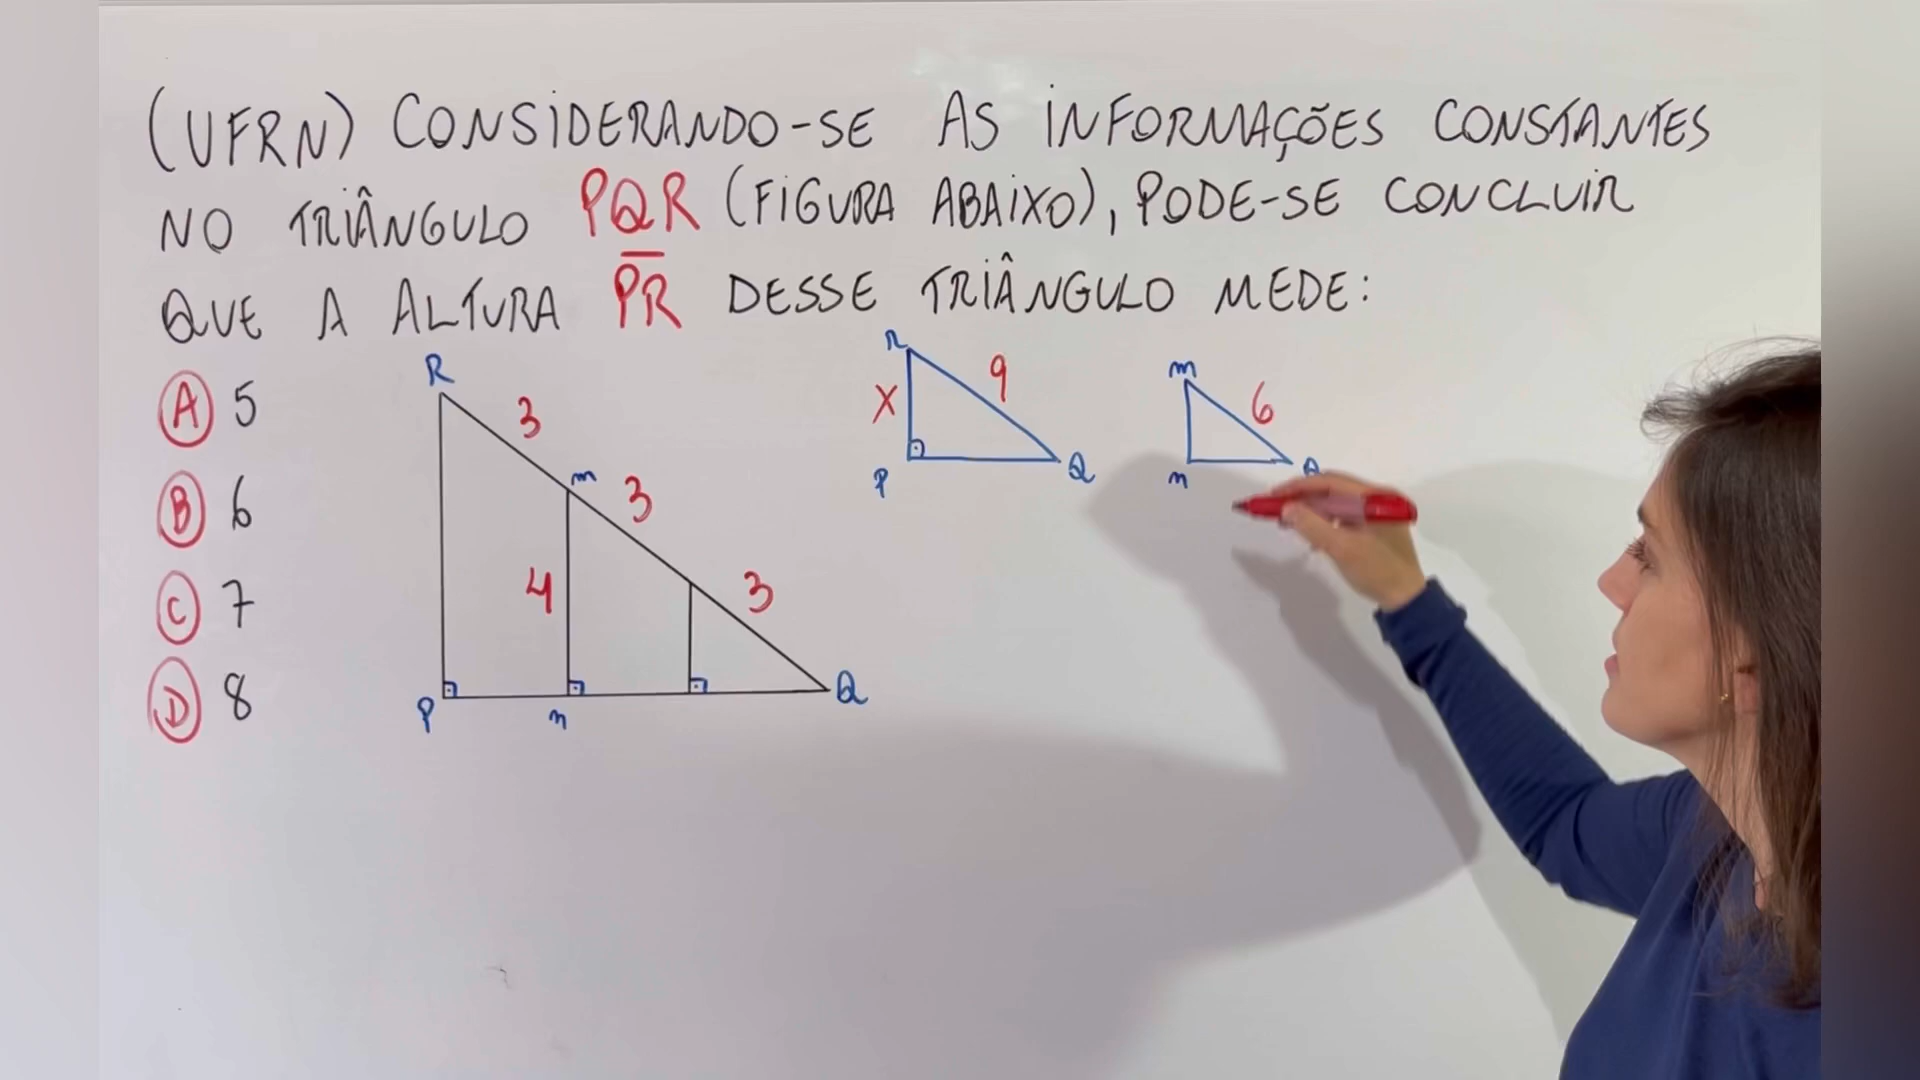 (UFRN) CONSIDERANDO-SE AS INFORMAÇÕES CONSTANTES
NO TRIÂNGULO PQR (FIGURA ABAIXO), PODE-SE CONCLUIR
QUE A ALTURA PR DESSE TRIÂNGULO MEDE:
A 5
B 6
C 7
D 8
R
3
m
3
4
3
P
n
Q
R
X
9
P
Q
m
6
n